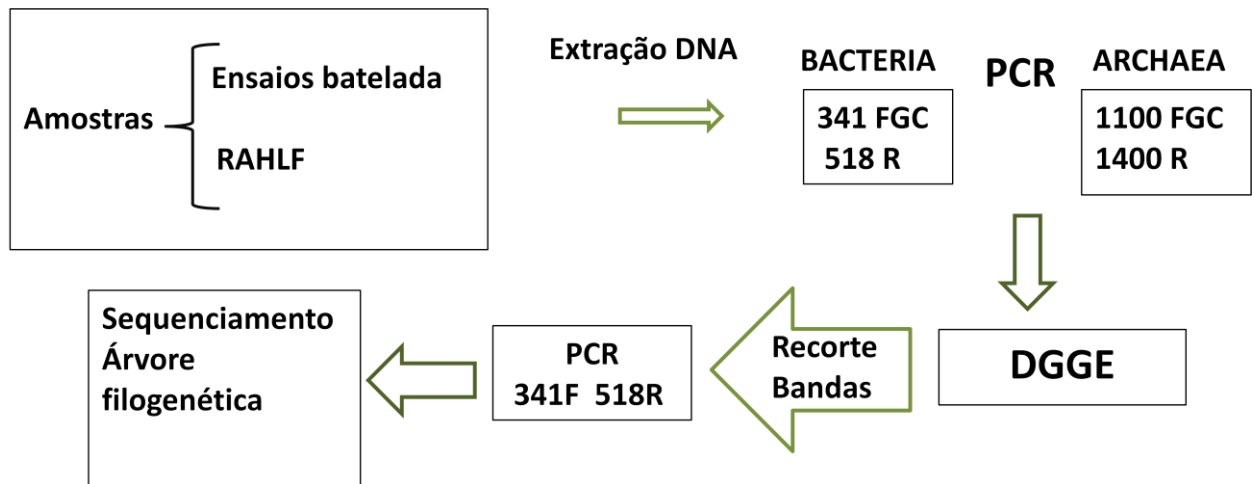 Amostras
Ensaios batelada
RAHLF
Extração DNA
BACTERIA
341 FGC
518 R
PCR
ARCHAEA
1100 FGC
1400 R
DGGE
Recorte
Bandas
PCR
341F 518R
Sequenciamento
Árvore
filogenética